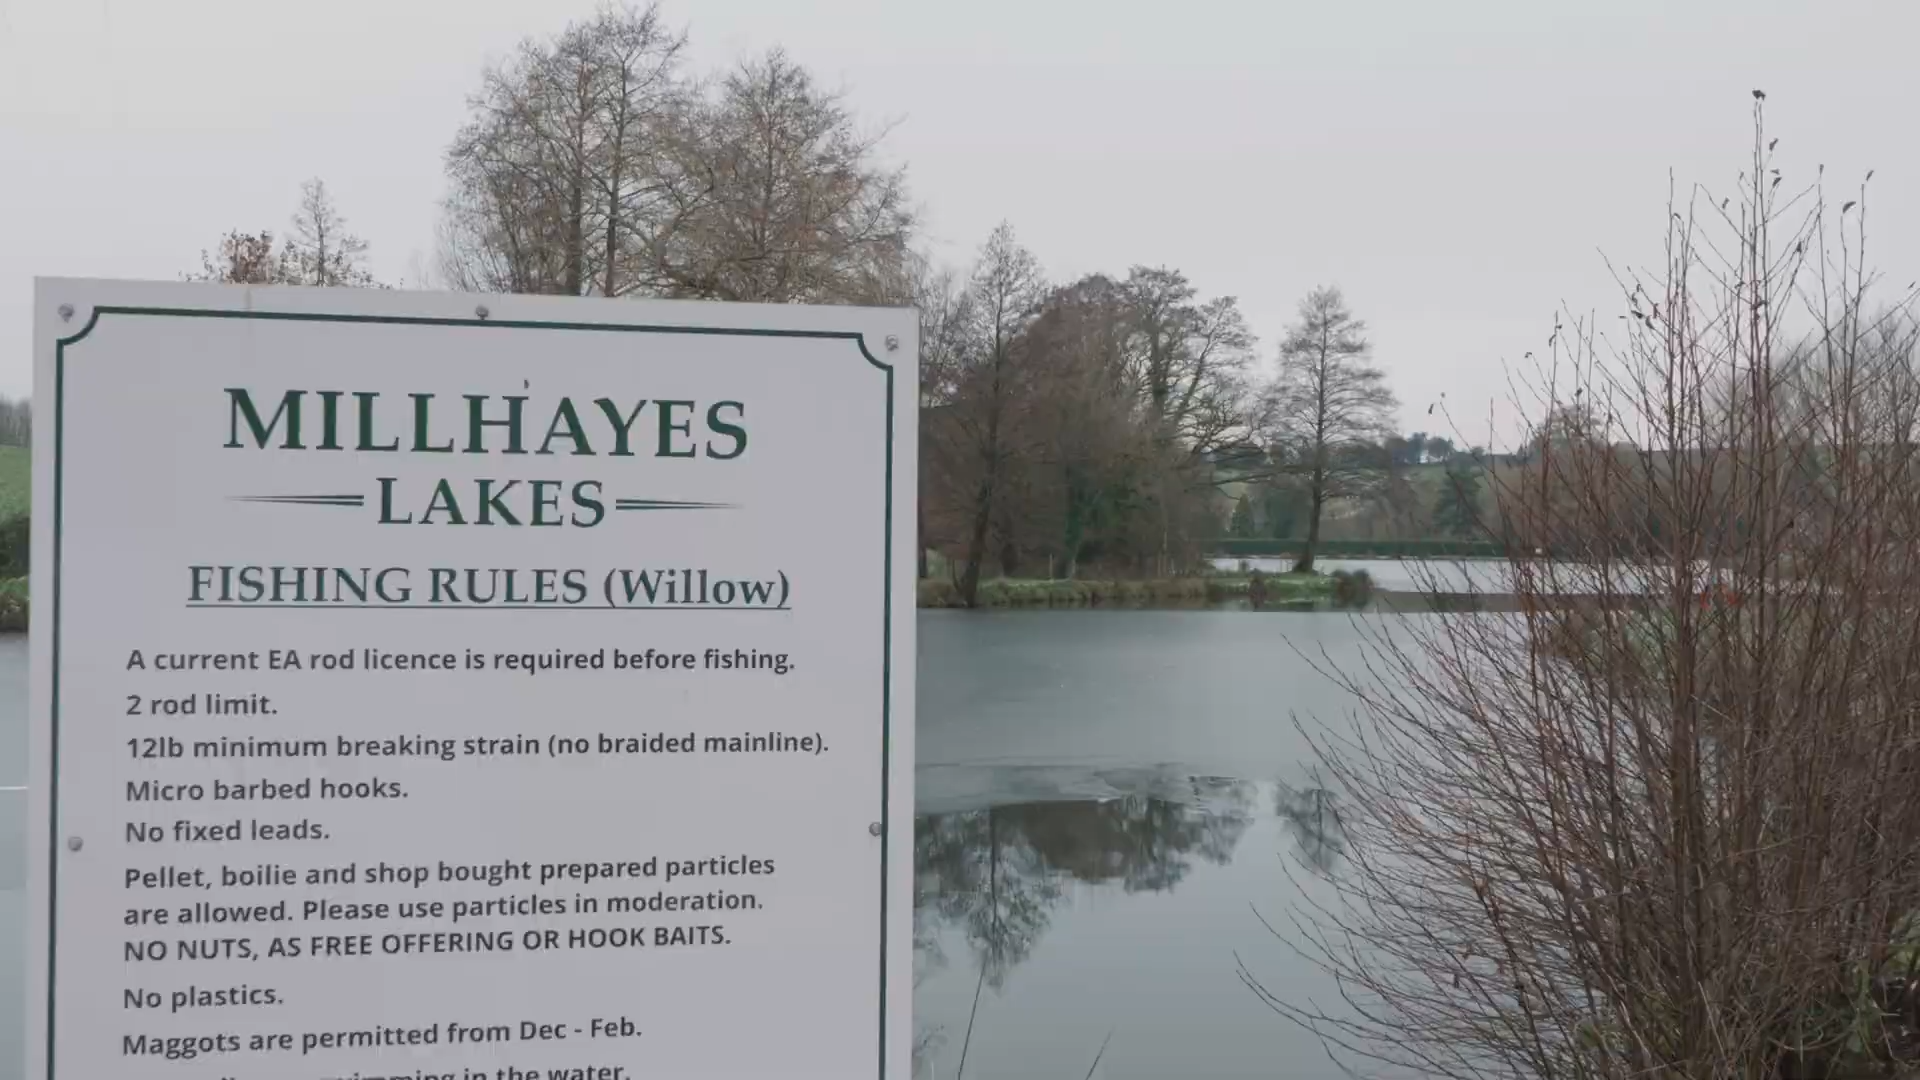 MILLHAYES
LAKES
FISHING RULES (Willow)
A current EA rod licence is required before fishing.
2 rod limit.
12lb minimum breaking strain (no braided mainline).
Micro barbed hooks.
No fixed leads.
Pellet, boilie and shop bought prepared particles
are allowed. Please use particles in moderation.
NO NUTS, AS FREE OFFERING OR HOOK BAITS.
No plastics.
Maggots are permitted from Dec - Feb.
in the water.